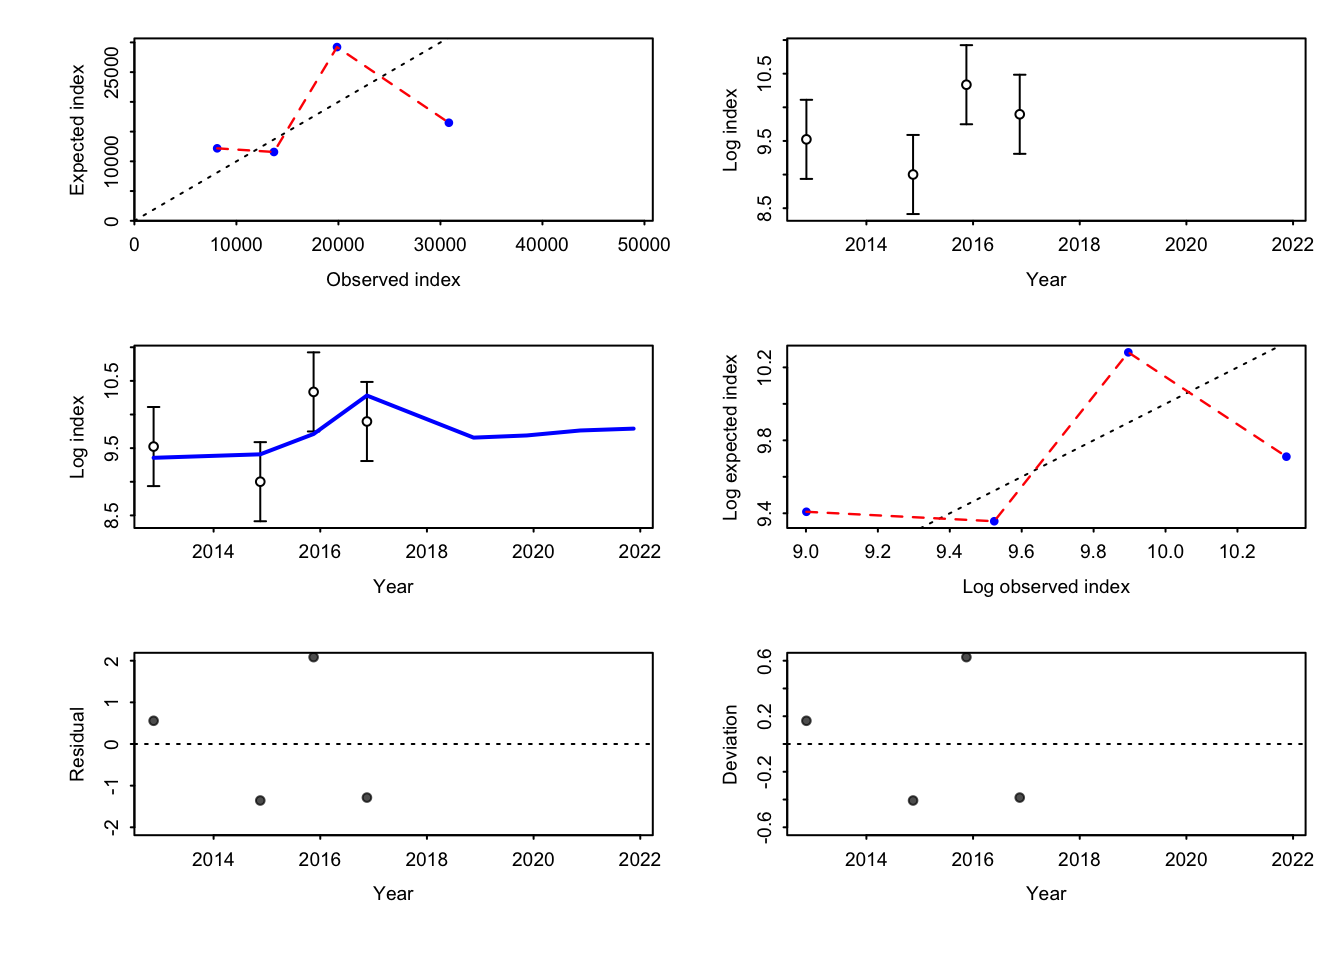 Expected index
25000
10000
0
0 10000 20000 30000 40000 50000
Observed index
Log index
10.5
9.5
8.5
2014 2016 2018 2020 2022
Year
Log index
10.5
9.5
8.5
2014 2016 2018 2020 2022
Year
Log expected index
10.2
9.8
9.4
9.0 9.2 9.4 9.6 9.8 10.0 10.2
Log observed index
Residual
2
1
0
-1
-2
2014 2016 2018 2020 2022
Year
Deviation
0.6
0.2
-0.2
-0.6
2014 2016 2018 2020 2022
Year